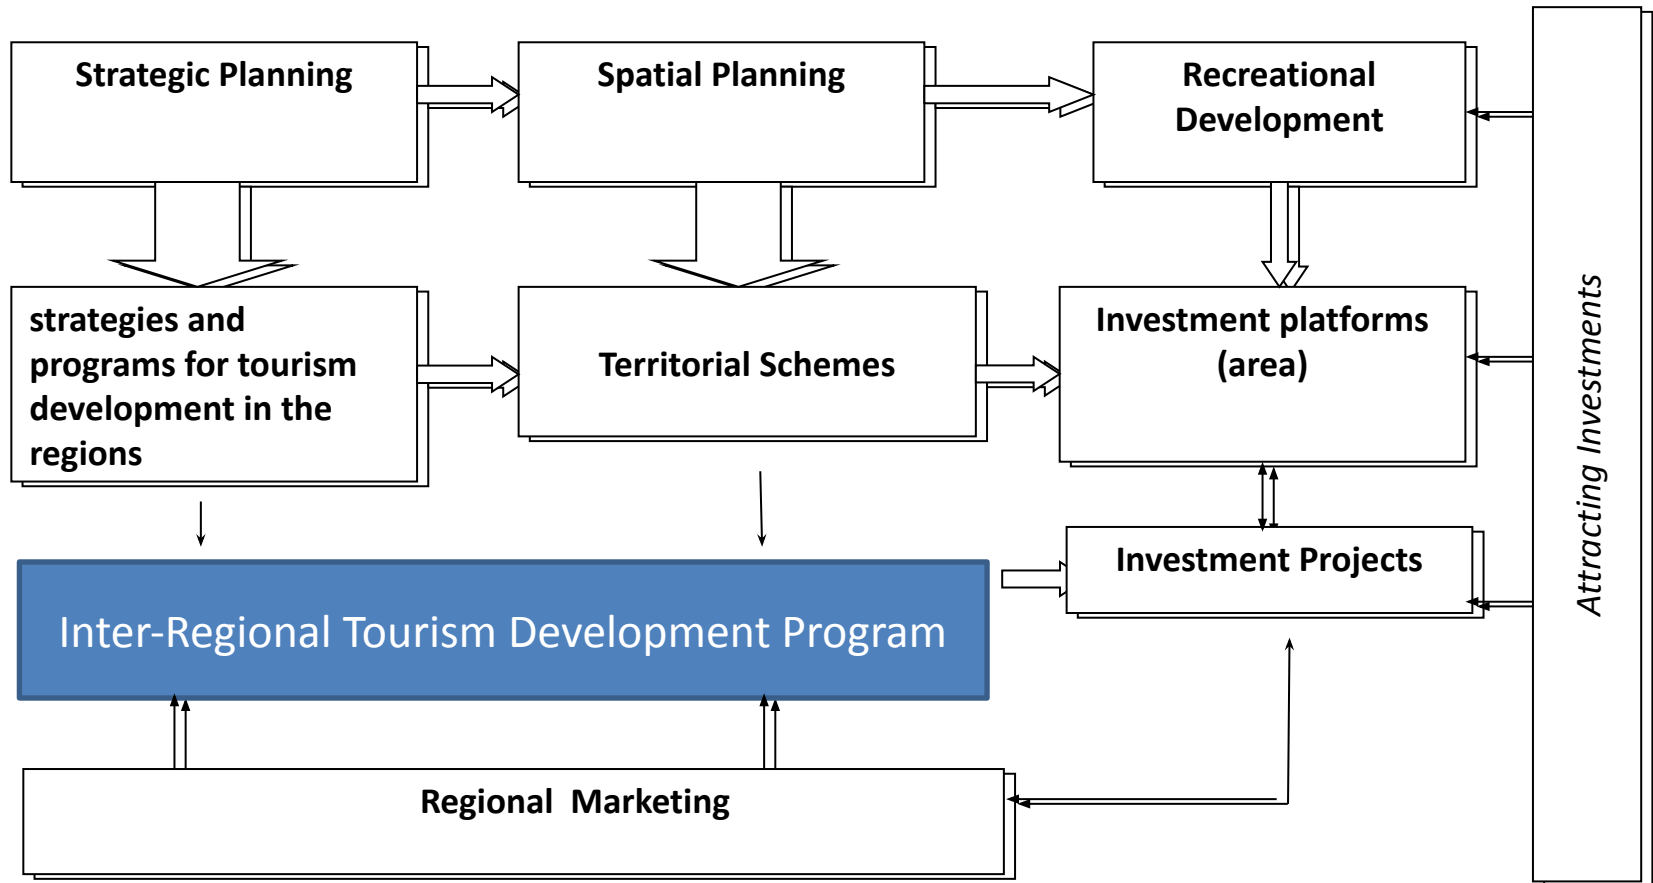 Strategic Planning
Spatial Planning
Recreational
Development
strategies and
programs for tourism
development in the
regions
Territorial Schemes
Investment platforms
(area)
Investment Projects
Inter-Regional Tourism Development Program
Regional  Marketing
Attracting Investments